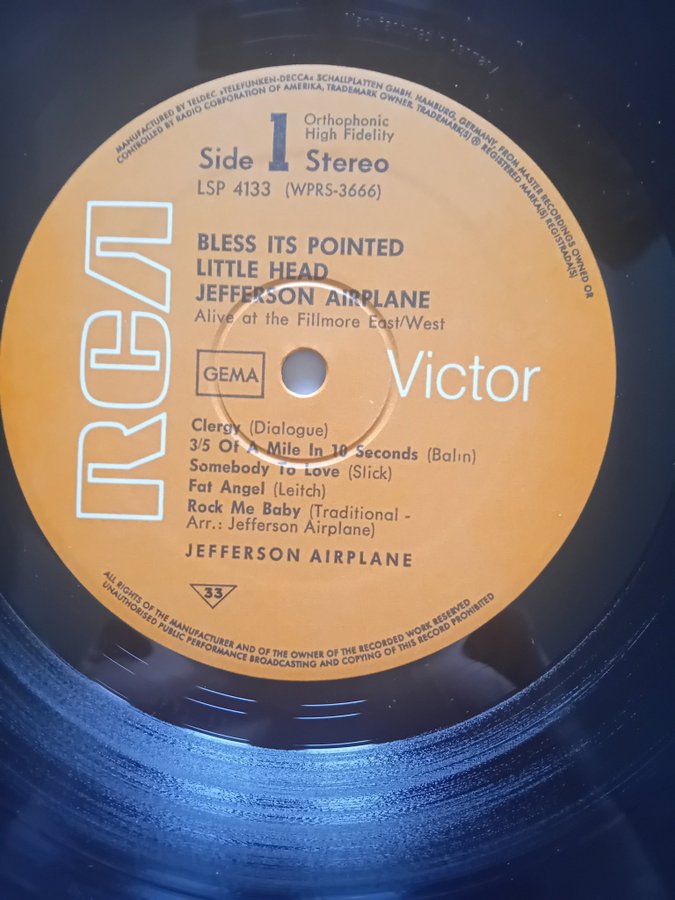 MANUFACTURED BY TELDEC »TELEFUNKEN-DECCA« SCHALLPLATTEN GMBH, HAMBURG, GERMANY, FROM MASTER RECORDINGS OWNED OR
CONTROLLED BY RADIO CORPORATION OF AMERIKA, TRADEMARK OWNER, TRADEMARK(S) ® REGISTERED MARKA(S) REGISTRADA(S)
Orthophonic
High Fidelity
Side 1 Stereo
LSP 4133 (WPRS-3666)
BLESS ITS POINTED
LITTLE HEAD
JEFFERSON AIRPLANE
Alive at the Fillmore East/West
RCA
GEMA
Victor
Clergy (Dialogue)
3/5 Of A Mile In 10 Seconds (Balin)
Somebody To Love (Slick)
Fat Angel (Leitch)
Rock Me Baby (Traditional -
Arr.: Jefferson Airplane)
JEFFERSON AIRPLANE
33
ALL RIGHTS OF THE MANUFACTURER AND OF THE OWNER OF THE RECORDED WORK RESERVED
UNAUTHORISED PUBLIC PERFORMANCE BROADCASTING AND COPYING OF THIS RECORD PROHIBITED